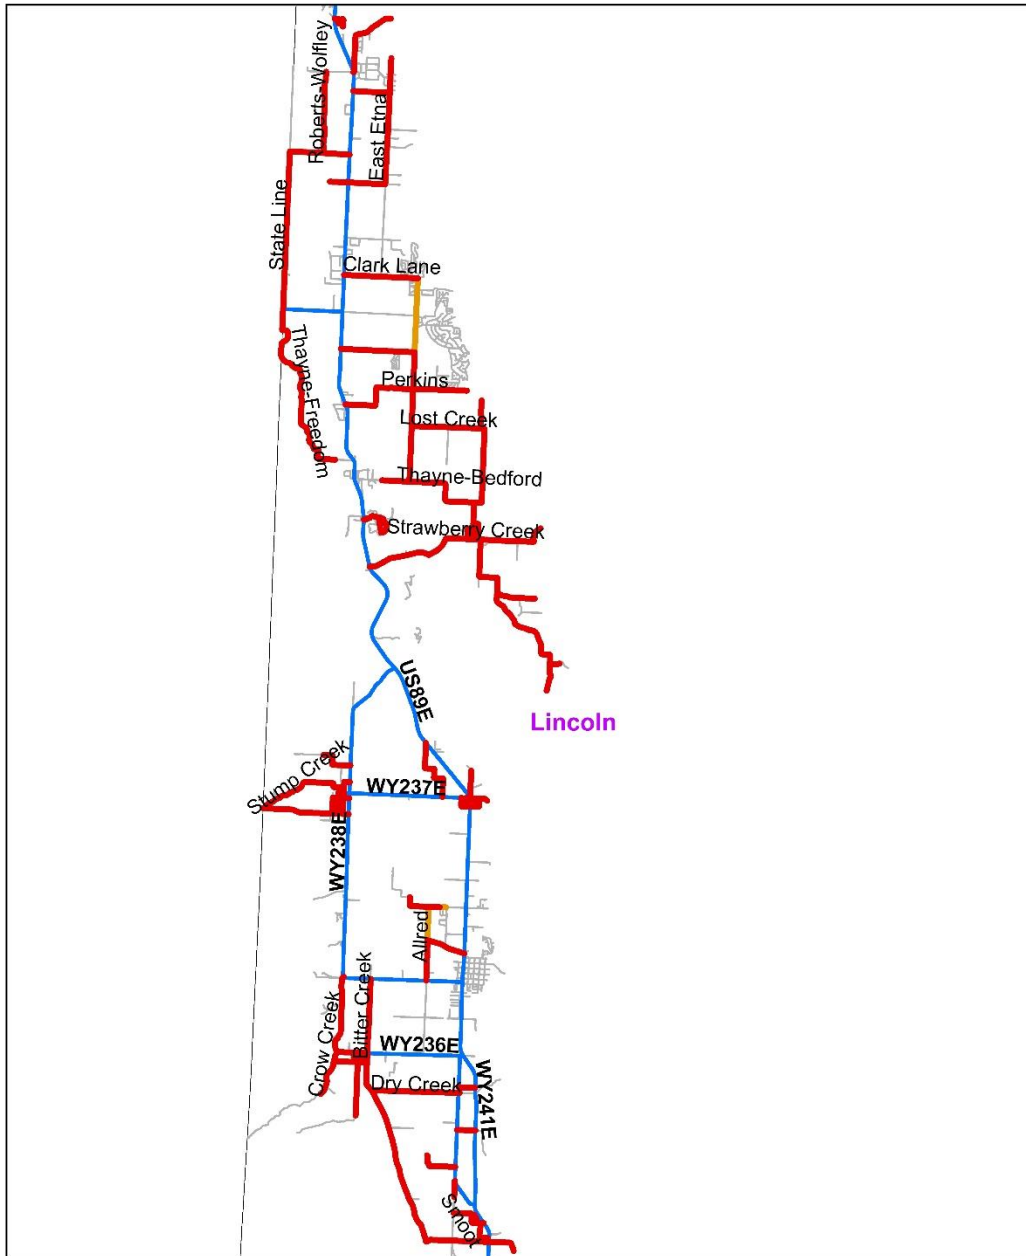 Roberts-Wolfley
East Etna
State Line
Clark Lane
Thayne-Freedom
Perkins
Lost Creek
Thayne-Bedford
Strawberry Creek
US89E
Lincoln
Stump Creek
WY237E
WY238E
Allred
Bitter Creek
Crow Creek
WY236E
Dry Creek
WY241E
Smoot